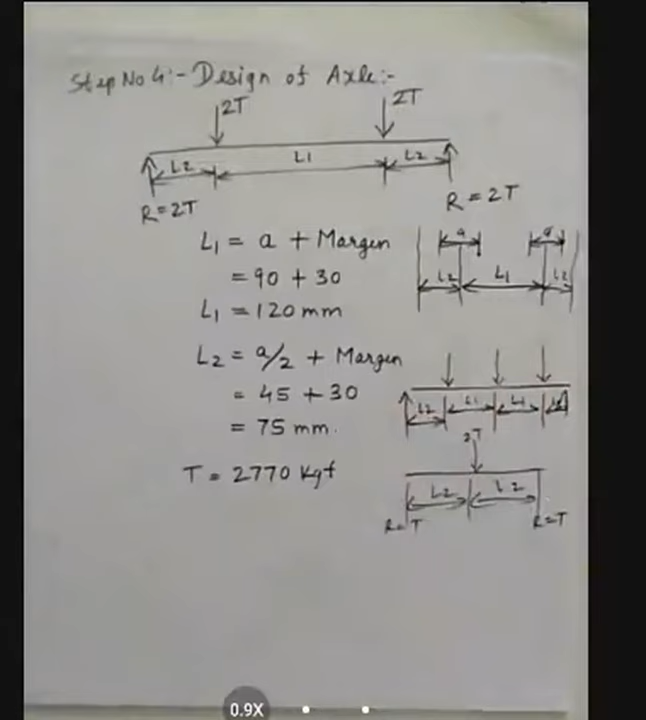 Step No 4:- Design of Axle:-
2T
2T
L2
L1
L2
R = 2T
R = 2T
L1 = a + Margin
= 90 + 30
L1 = 120 mm
L2 = a/2 + Margin
= 45 + 30
= 75 mm.
T = 2770 Kgf
a
a
L2
L1
L2
L2
L1
L1
2T
L2
L2
R=T
R=T
0.9X